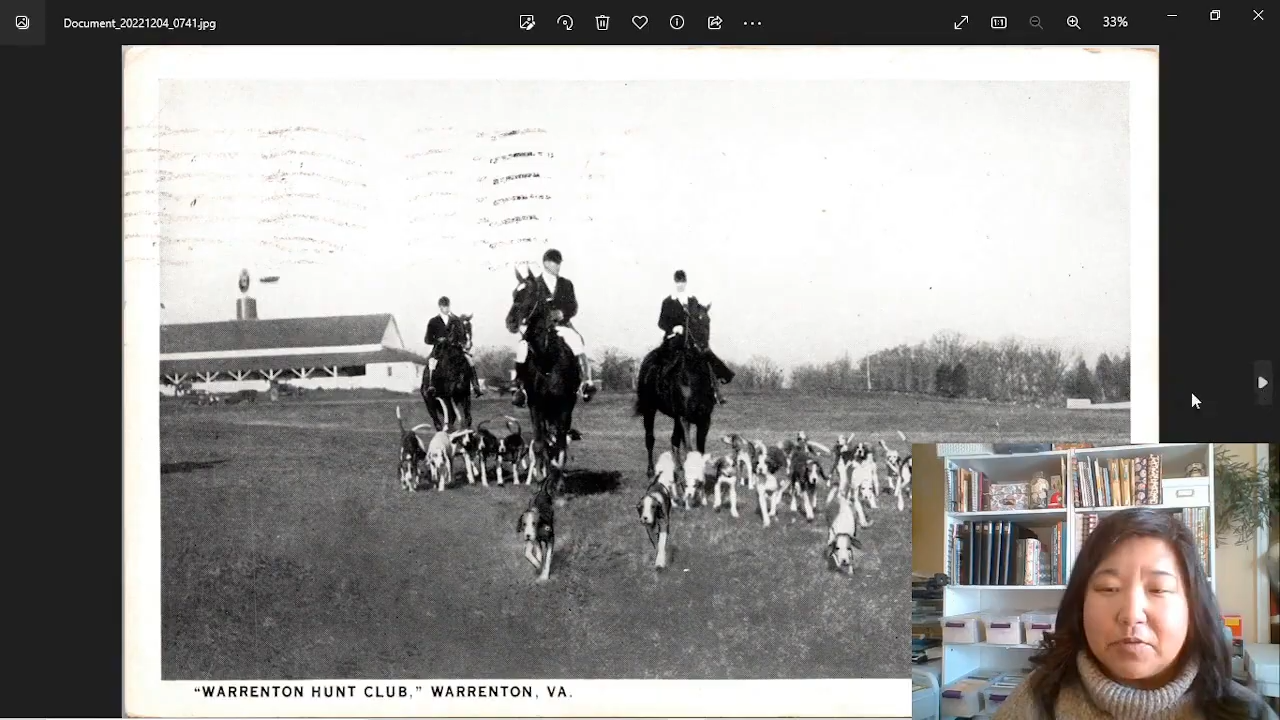 Document_20221204_0741.jpg
33%
"WARRENTON HUNT CLUB," WARRENTON, VA.